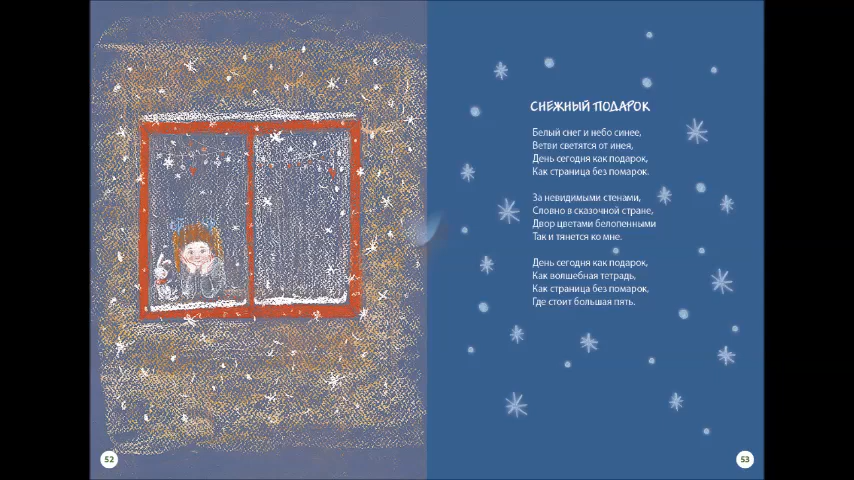 СНЕЖНЫЙ ПОДАРОК
Белый снег и небо синее,
Ветви светятся от инея,
День сегодня как подарок,
Как страница без помарок.
За невидимыми стенами,
Словно в сказочной стране,
Двор цветами белопенными
Так и тянется ко мне.
День сегодня как подарок,
Как волшебная тетрадь,
Как страница без помарок,
Где стоит большая пять.
52
53